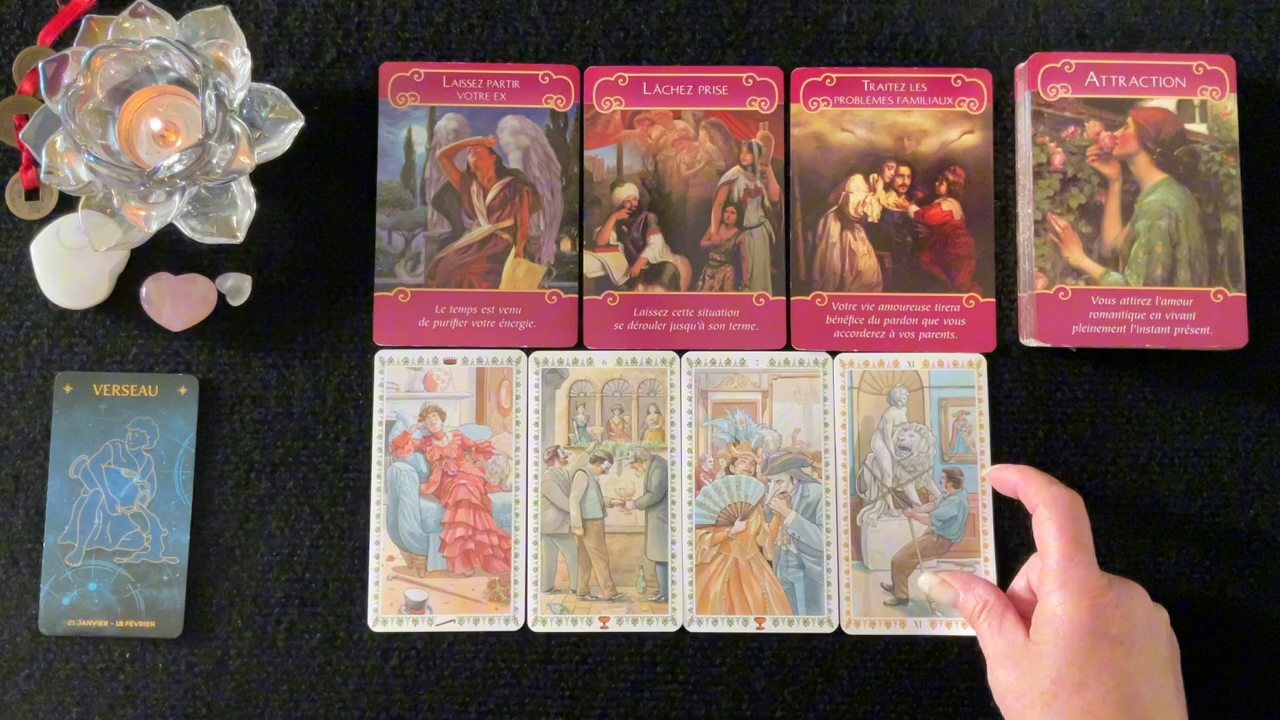 LAISSEZ PARTIR
VOTRE EX
Le temps est venu
de purifier votre énergie.
LÂCHEZ PRISE
Laissez cette situation
se dérouler jusqu'à son terme.
TRAITEZ LES
PROBLÈMES FAMILIAUX
Votre vie amoureuse tirera
bénéfice du pardon que vous
accorderez à vos parents.
ATTRACTION
Vous attirez l'amour
romantique en vivant
pleinement l'instant présent.
VERSEAU
21 JANVIER - 18 FÉVRIER
6
7
XI
XI